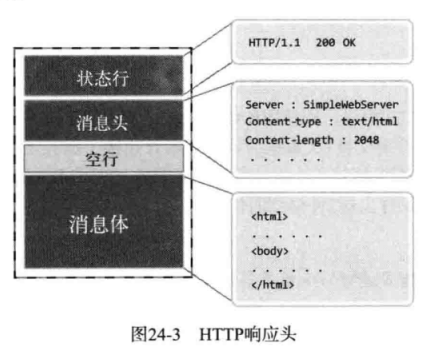 HTTP/1.1 200 OK
状态行
消息头
Server : SimpleWebServer
Content-type : text/html
Content-length : 2048
. . . . . .
空行
消息体
<html>
. . . . . .
<body>
. . . . . .
</html>
图24-3 HTTP响应头